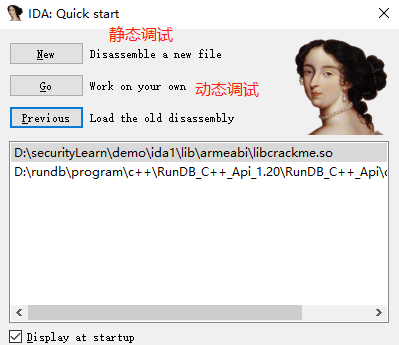 IDA: Quick start
静态调试
New Disassemble a new file
Go Work on your own 动态调试
Previous Load the old disassembly
D:\securityLearn\demo\ida1\lib\armeabi\libcrackme.so
D:\rundb\program\c++\RunDB_C++_Api_1.20\RunDB_C++_Api\c
Display at startup